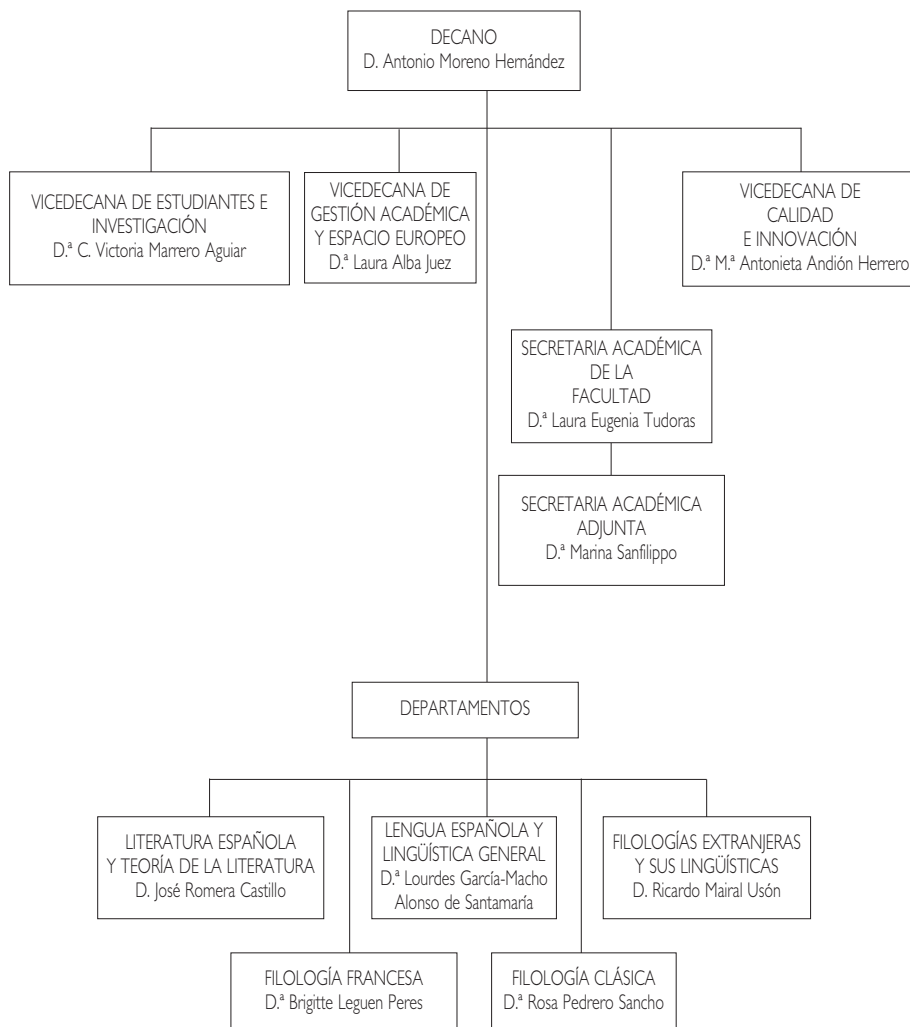 DECANO
D. Antonio Moreno Hernández
VICEDECANA DE ESTUDIANTES E
INVESTIGACIÓN
D.ª C. Victoria Marrero Aguiar
VICEDECANA DE
GESTIÓN ACADÉMICA
Y ESPACIO EUROPEO
D.ª Laura Alba Juez
VICEDECANA DE
CALIDAD
E INNOVACIÓN
D.ª M.ª Antonieta Andión Herrero
SECRETARIA ACADÉMICA
DE LA
FACULTAD
D.ª Laura Eugenia Tudoras
SECRETARIA ACADÉMICA
ADJUNTA
D.ª Marina Sanfilippo
DEPARTAMENTOS
LITERATURA ESPAÑOLA
Y TEORÍA DE LA LITERATURA
D. José Romera Castillo
LENGUA ESPAÑOLA Y
LINGÜÍSTICA GENERAL
D.ª Lourdes García-Macho
Alonso de Santamaría
FILOLOGÍAS EXTRANJERAS
Y SUS LINGÜÍSTICAS
D. Ricardo Mairal Usón
FILOLOGÍA FRANCESA
D.ª Brigitte Leguen Peres
FILOLOGÍA CLÁSICA
D.ª Rosa Pedrero Sancho